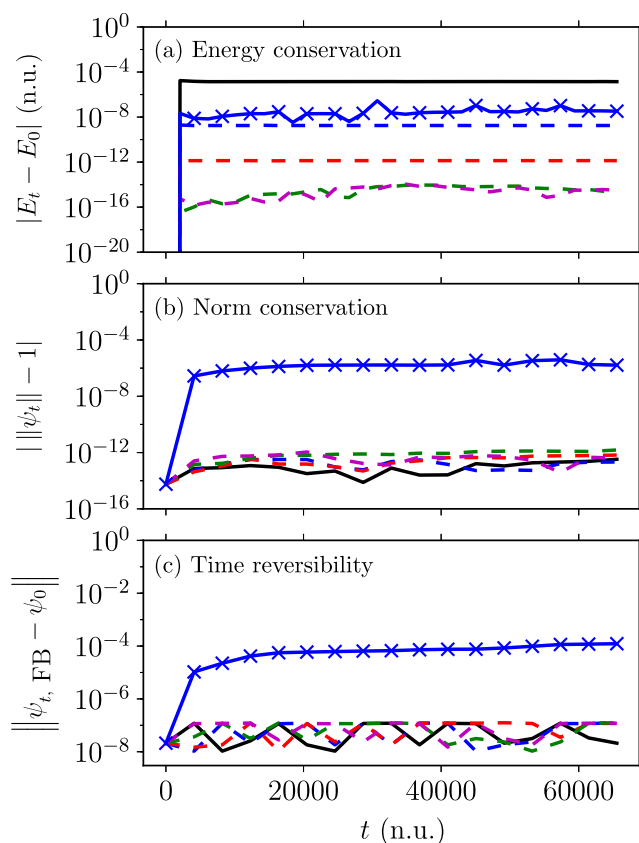 (a) Energy conservation
|E_t − E_0| (n.u.)
10^0
10^−4
10^−8
10^−12
10^−16
10^−20
(b) Norm conservation
| ‖ψ_t‖ − 1|
10^0
10^−4
10^−8
10^−12
10^−16
(c) Time reversibility
‖ψ_{t, FB} − ψ_0‖
10^0
10^−2
10^−4
10^−6
10^−8
0 20000 40000 60000
t (n.u.)